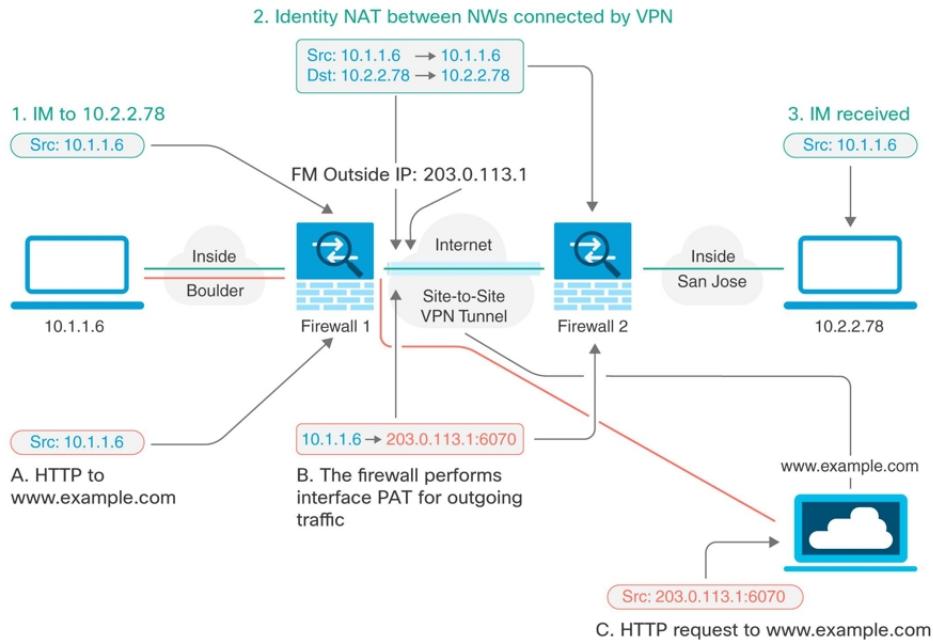 2. Identity NAT between NWs connected by VPN
Src: 10.1.1.6 → 10.1.1.6
Dst: 10.2.2.78 → 10.2.2.78
1. IM to 10.2.2.78
Src: 10.1.1.6
3. IM received
Src: 10.1.1.6
FM Outside IP: 203.0.113.1
Inside
Boulder
Internet
Site-to-Site
VPN Tunnel
Inside
San Jose
10.1.1.6
Firewall 1
Firewall 2
10.2.2.78
Src: 10.1.1.6
A. HTTP to
www.example.com
10.1.1.6 → 203.0.113.1:6070
B. The firewall performs
interface PAT for outgoing
traffic
www.example.com
Src: 203.0.113.1:6070
C. HTTP request to www.example.com